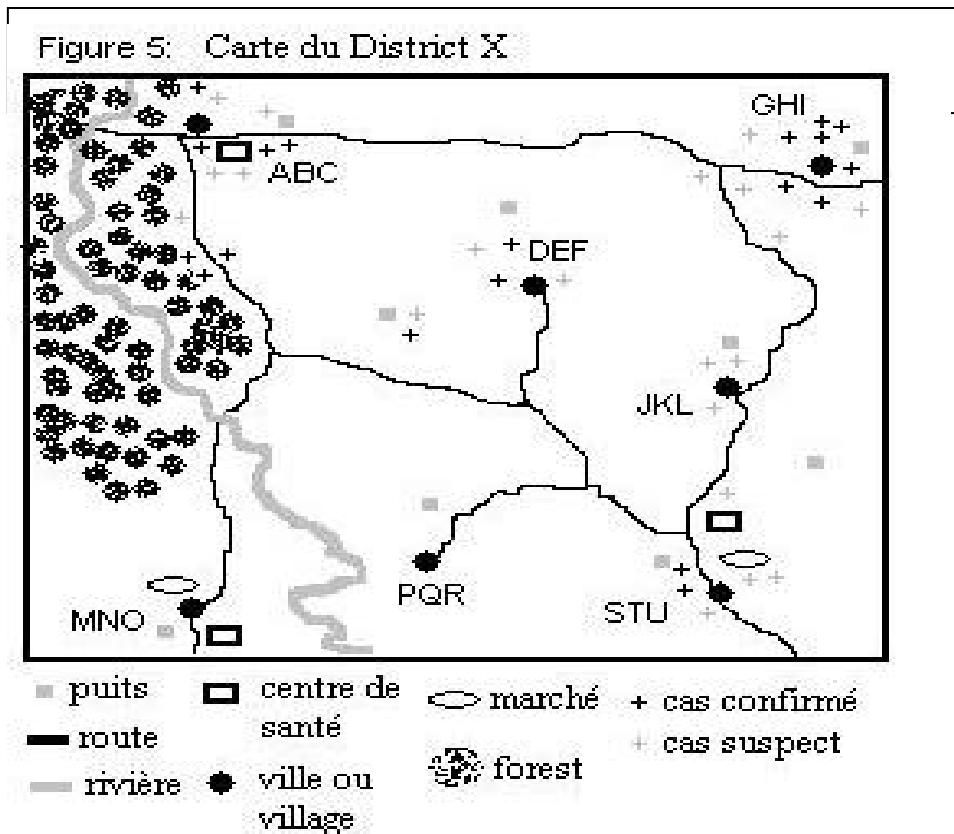 Figure 5: Carte du District X
GHI
ABC
DEF
JKL
PQR
STU
MNO
puits
centre de santé
marché
cas confirmé
route
cas suspect
rivière
ville ou village
forest